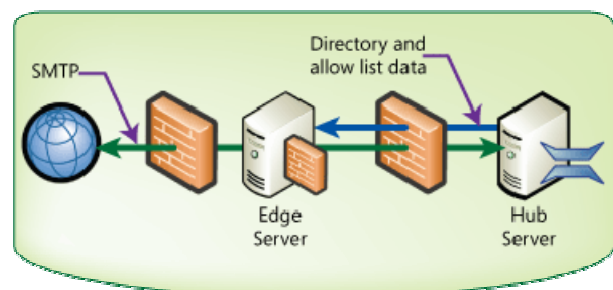 Directory and
allow list data
SMTP
Edge
Server
Hub
Server